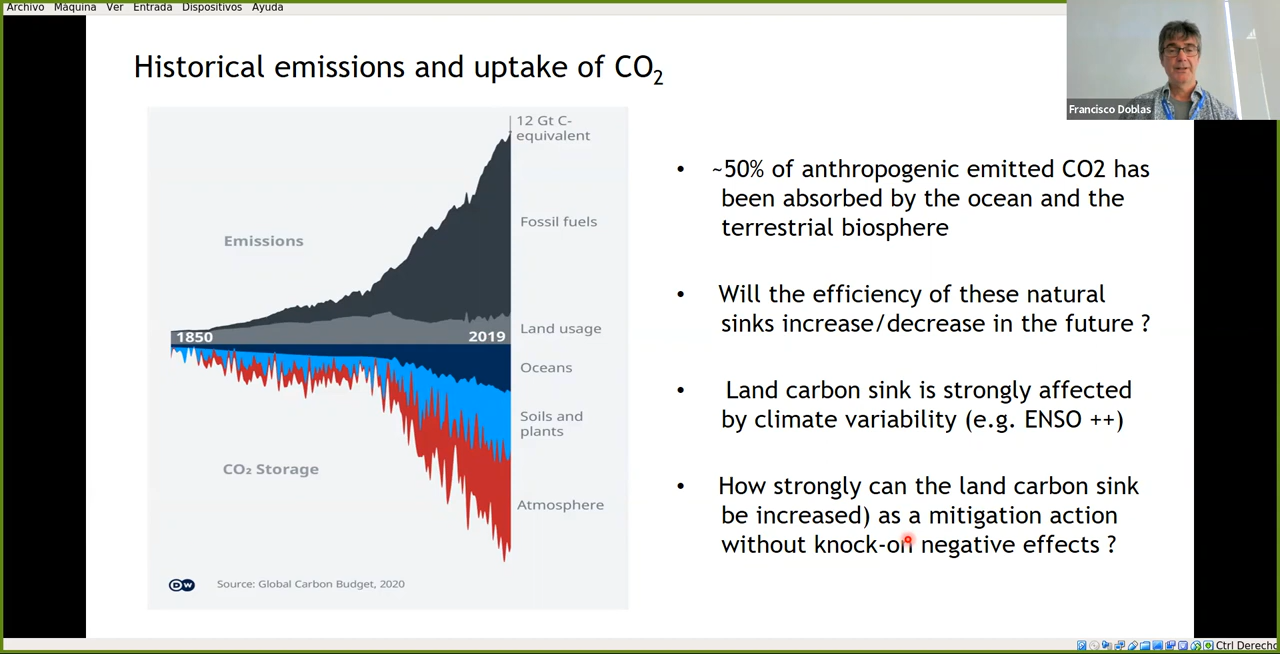 Archivo Máquina Ver Entrada Dispositivos Ayuda
Francisco Doblas
Historical emissions and uptake of CO₂
12 Gt C-
equivalent
Fossil fuels
Emissions
Land usage
1850
2019
Oceans
Soils and
plants
CO₂ Storage
Atmosphere
DW
Source: Global Carbon Budget, 2020
• ~50% of anthropogenic emitted CO2 has
been absorbed by the ocean and the
terrestrial biosphere
• Will the efficiency of these natural
sinks increase/decrease in the future ?
• Land carbon sink is strongly affected
by climate variability (e.g. ENSO ++)
• How strongly can the land carbon sink
be increased) as a mitigation action
without knock-on negative effects ?
Ctrl Derecho